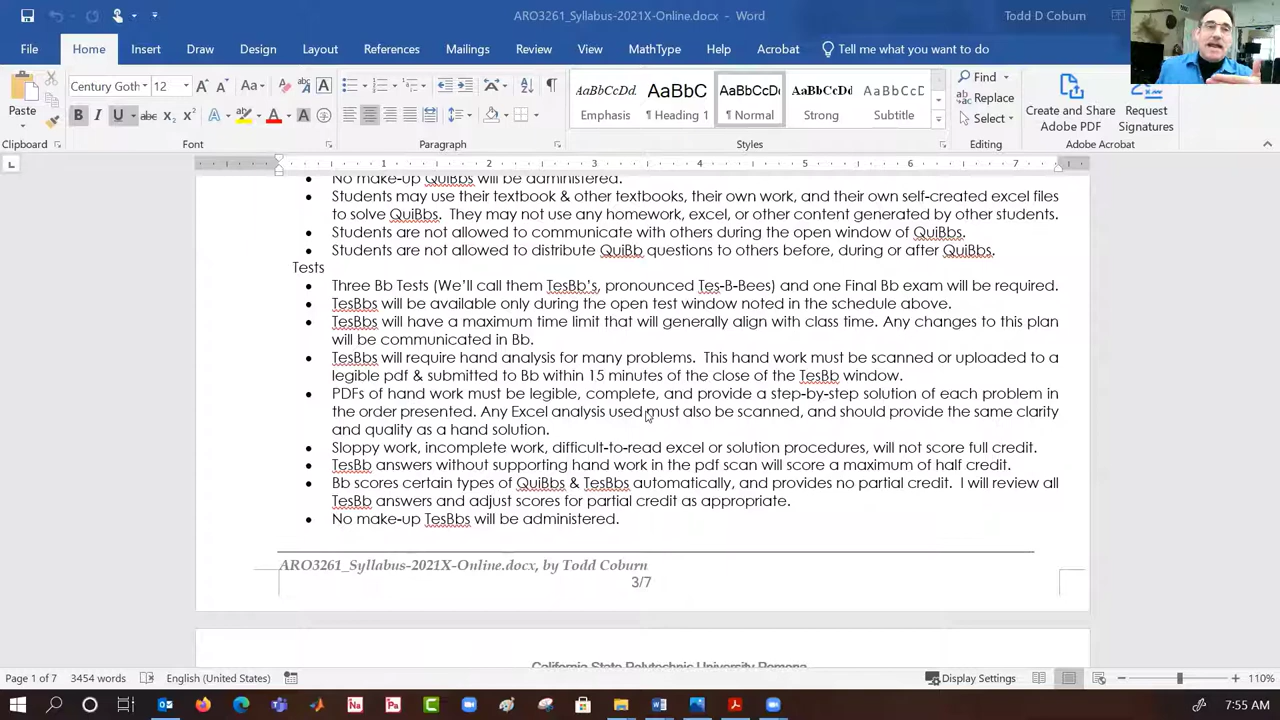 ARO3261_Syllabus-2021X-Online.docx - Word
Todd D Coburn
File Home Insert Draw Design Layout References Mailings Review View MathType Help Acrobat Tell me what you want to do
Paste
Clipboard
Century Goth 12
Font
Paragraph
AaBbCcDd. Emphasis
AaBbC ¶ Heading 1
AaBbCcDc ¶ Normal
AaBbCcDd Strong
AaBbCcD Subtitle
Styles
Find
Replace
Select
Editing
Create and Share
Adobe PDF
Request
Signatures
Adobe Acrobat
1 1 2 3 4 5 6 7
• No make-up QuiBbs will be administered.
• Students may use their textbook & other textbooks, their own work, and their own self-created excel files
to solve QuiBbs. They may not use any homework, excel, or other content generated by other students.
• Students are not allowed to communicate with others during the open window of QuiBbs.
• Students are not allowed to distribute QuiBb questions to others before, during or after QuiBbs.
Tests
• Three Bb Tests (We'll call them TesBb's, pronounced Tes-B-Bees) and one Final Bb exam will be required.
• TesBbs will be available only during the open test window noted in the schedule above.
• TesBbs will have a maximum time limit that will generally align with class time. Any changes to this plan
will be communicated in Bb.
• TesBbs will require hand analysis for many problems. This hand work must be scanned or uploaded to a
legible pdf & submitted to Bb within 15 minutes of the close of the TesBb window.
• PDFs of hand work must be legible, complete, and provide a step-by-step solution of each problem in
the order presented. Any Excel analysis used must also be scanned, and should provide the same clarity
and quality as a hand solution.
• Sloppy work, incomplete work, difficult-to-read excel or solution procedures, will not score full credit.
• TesBb answers without supporting hand work in the pdf scan will score a maximum of half credit.
• Bb scores certain types of QuiBbs & TesBbs automatically, and provides no partial credit. I will review all
TesBb answers and adjust scores for partial credit as appropriate.
• No make-up TesBbs will be administered.
ARO3261_Syllabus-2021X-Online.docx, by Todd Coburn
3/7
California State Polytechnic University Pomona
Page 1 of 7 3454 words English (United States) Display Settings 110%
7:55 AM